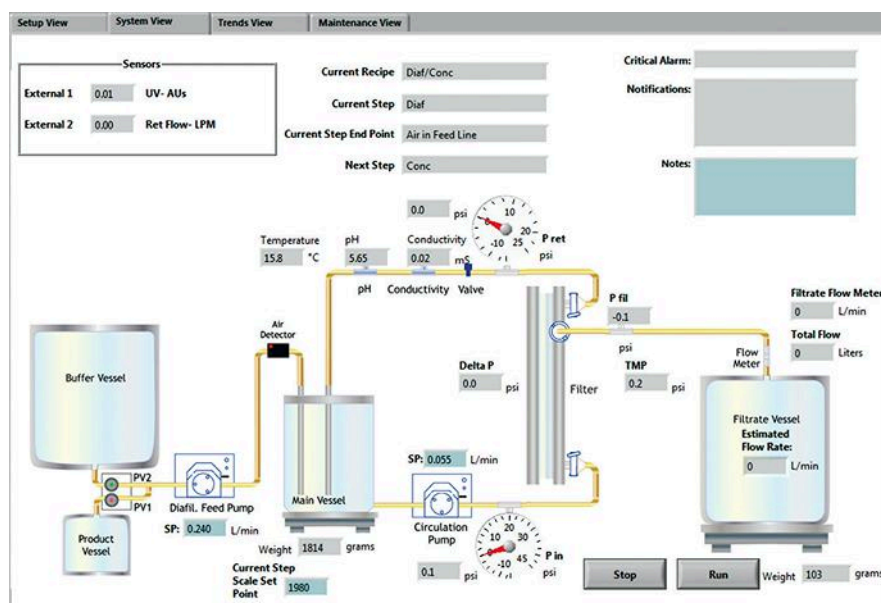 Setup View
System View
Trends View
Maintenance View
Sensors
External 1 0.01 UV- AUs
External 2 0.00 Ret Flow- LPM
Current Recipe Diaf/Conc
Current Step Diaf
Current Step End Point Air in Feed Line
Next Step Conc
Critical Alarm:
Notifications:
Notes:
0.0 psi
0 10
20
-10 25
P ret
psi
Temperature
15.8 °C
pH
5.65
Conductivity
0.02 mS
pH
Conductivity
Valve
Air
Detector
Buffer Vessel
PV2
PV1
Product
Vessel
Diafil. Feed Pump
SP: 0.240 L/min
Main Vessel
Weight 1814 grams
Current Step
Scale Set
Point 1980
Delta P
0.0 psi
Filter
P fil
-0.1
psi
TMP
0.2 psi
SP: 0.055 L/min
Circulation
Pump
10 20
0 30
-10 45
P in
psi
0.1 psi
Filtrate Flow Meter
0 L/min
Total Flow
0 Liters
Flow
Meter
Filtrate Vessel
Estimated
Flow Rate:
0 L/min
Stop
Run
Weight 103 grams